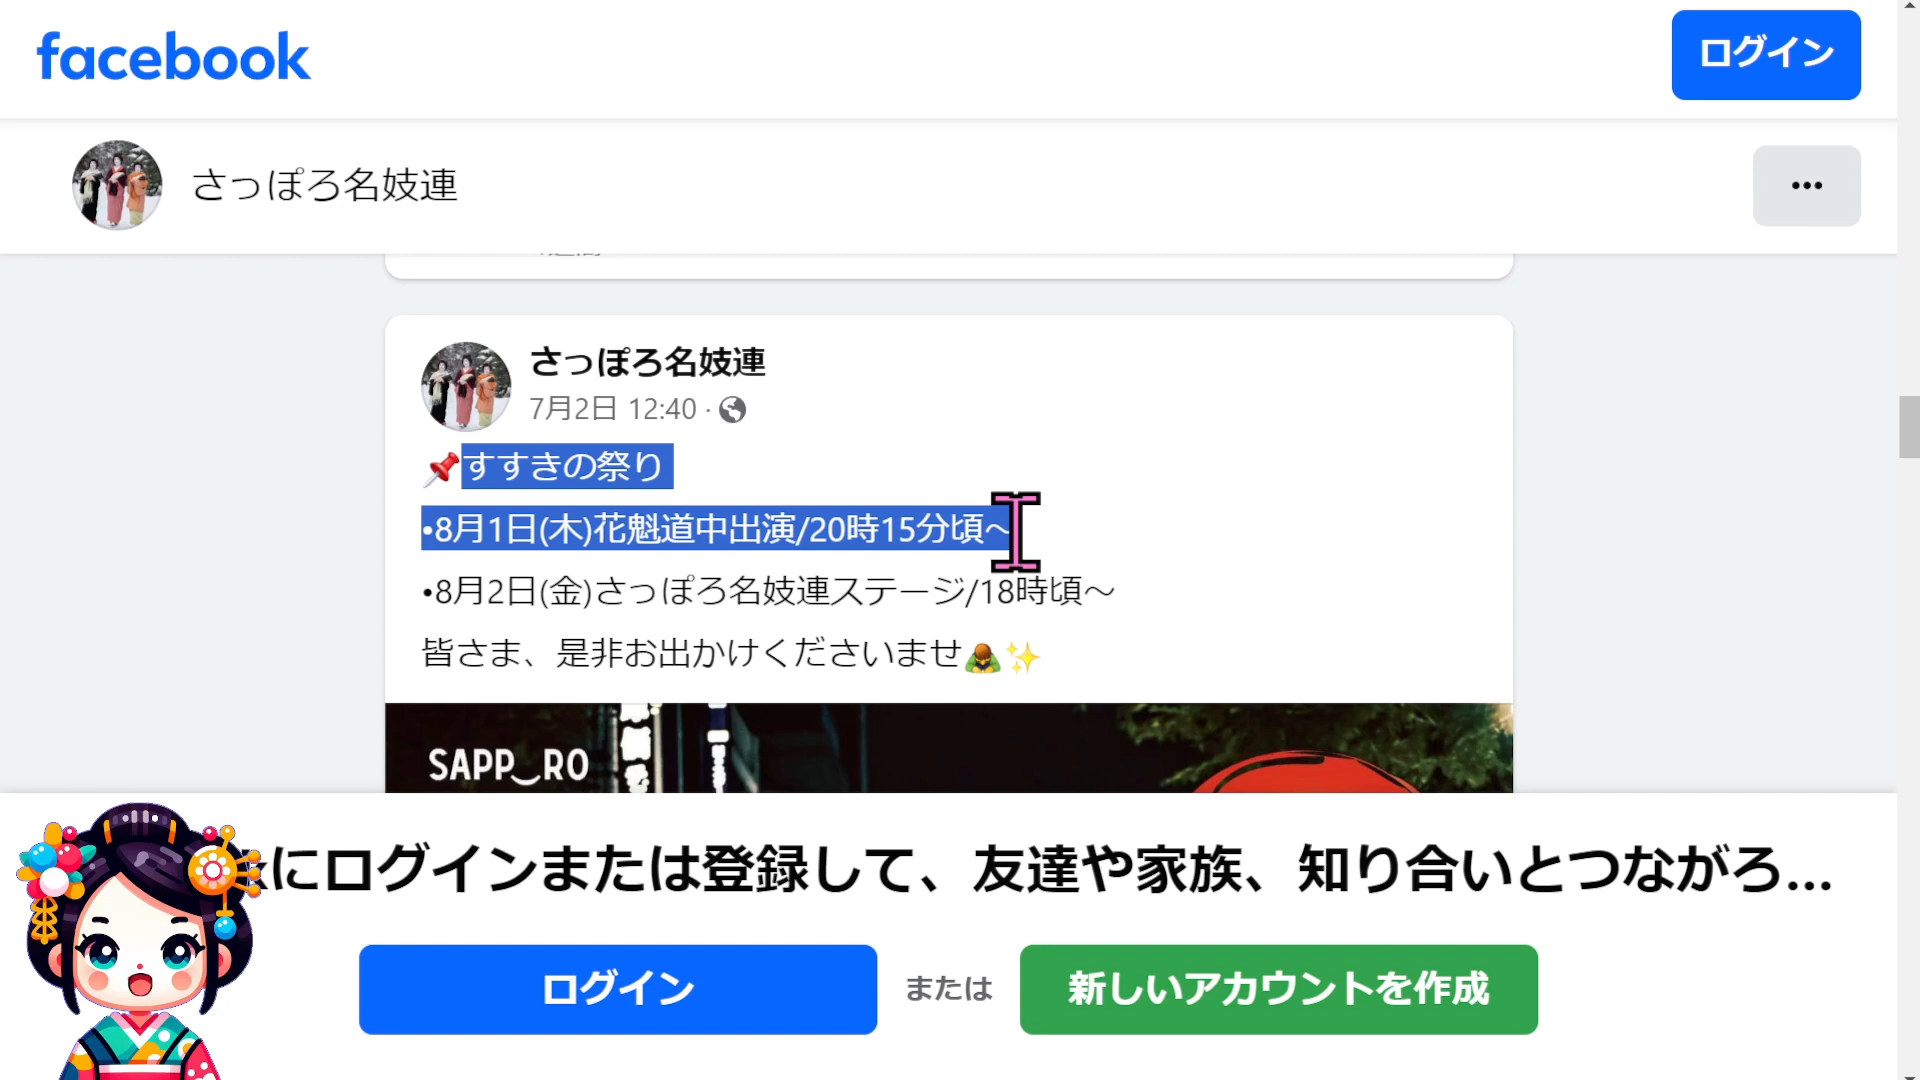 facebook
ログイン
さっぽろ名妓連
さっぽろ名妓連
7月2日 12:40 ·
すすきの祭り
•8月1日(木)花魁道中出演/20時15分頃〜
•8月2日(金)さっぽろ名妓連ステージ/18時頃〜
皆さま、是非お出かけくださいませ
SAPP_RO
にログインまたは登録して、友達や家族、知り合いとつながろ...
ログイン
または
新しいアカウントを作成